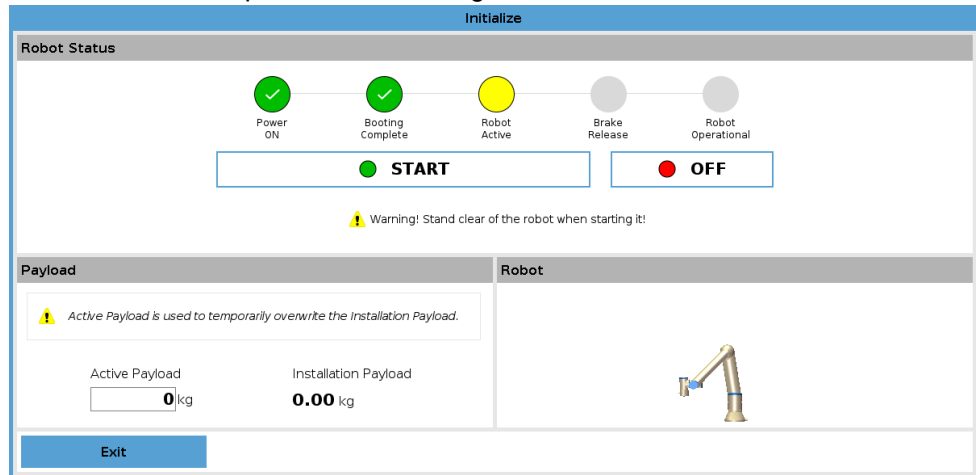 Initialize
Robot Status
Power
ON
Booting
Complete
Robot
Active
Brake
Release
Robot
Operational
START
OFF
Warning! Stand clear of the robot when starting it!
Payload
Robot
Active Payload is used to temporarily overwrite the Installation Payload.
Active Payload
Installation Payload
0 kg
0.00 kg
Exit